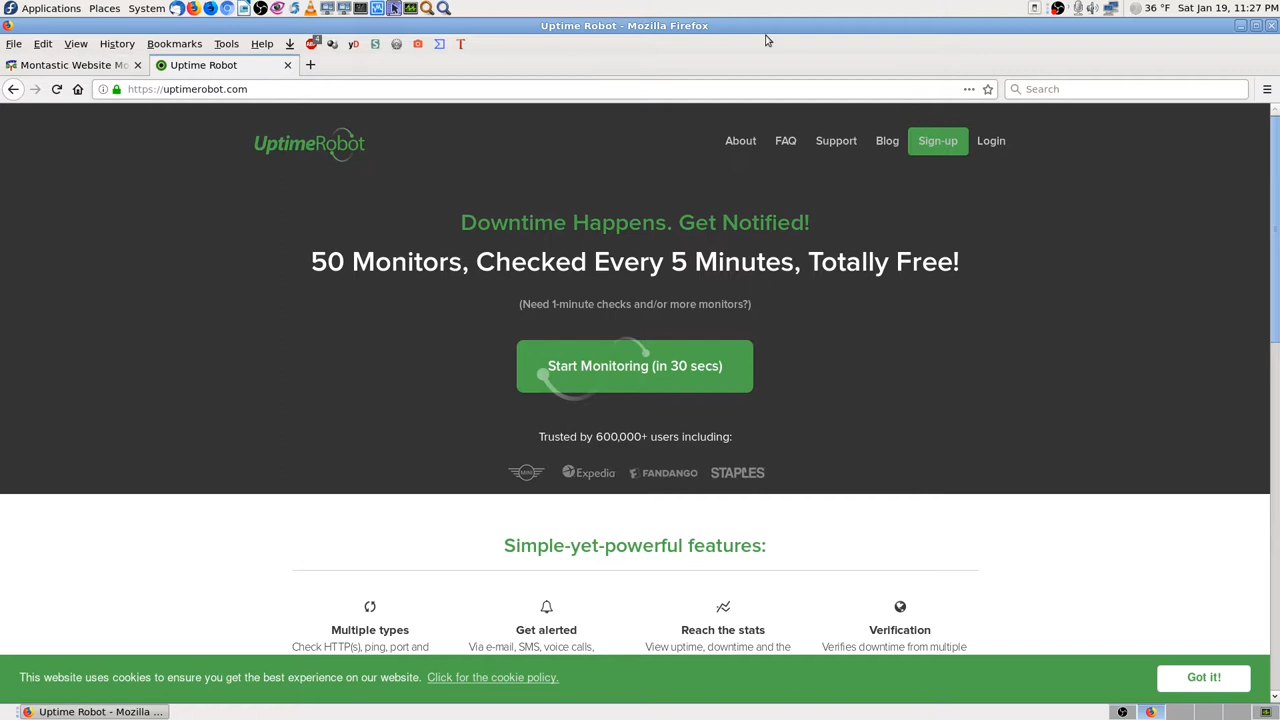 Applications Places System 36 °F Sat Jan 19, 11:27 PM
Uptime Robot - Mozilla Firefox
File Edit View History Bookmarks Tools Help 4 yD S T
Montastic Website Mo Uptime Robot
https://uptimerobot.com Search
UptimeRobot About FAQ Support Blog Sign-up Login
Downtime Happens. Get Notified!
50 Monitors, Checked Every 5 Minutes, Totally Free!
(Need 1-minute checks and/or more monitors?)
Start Monitoring (in 30 secs)
Trusted by 600,000+ users including:
MINI Expedia FANDANGO STAPLES
Simple-yet-powerful features:
Multiple types Get alerted Reach the stats Verification
Check HTTP(s), ping, port and Via e-mail, SMS, voice calls, View uptime, downtime and the Verifies downtime from multiple
This website uses cookies to ensure you get the best experience on our website. Click for the cookie policy. Got it!
Uptime Robot - Mozilla ...